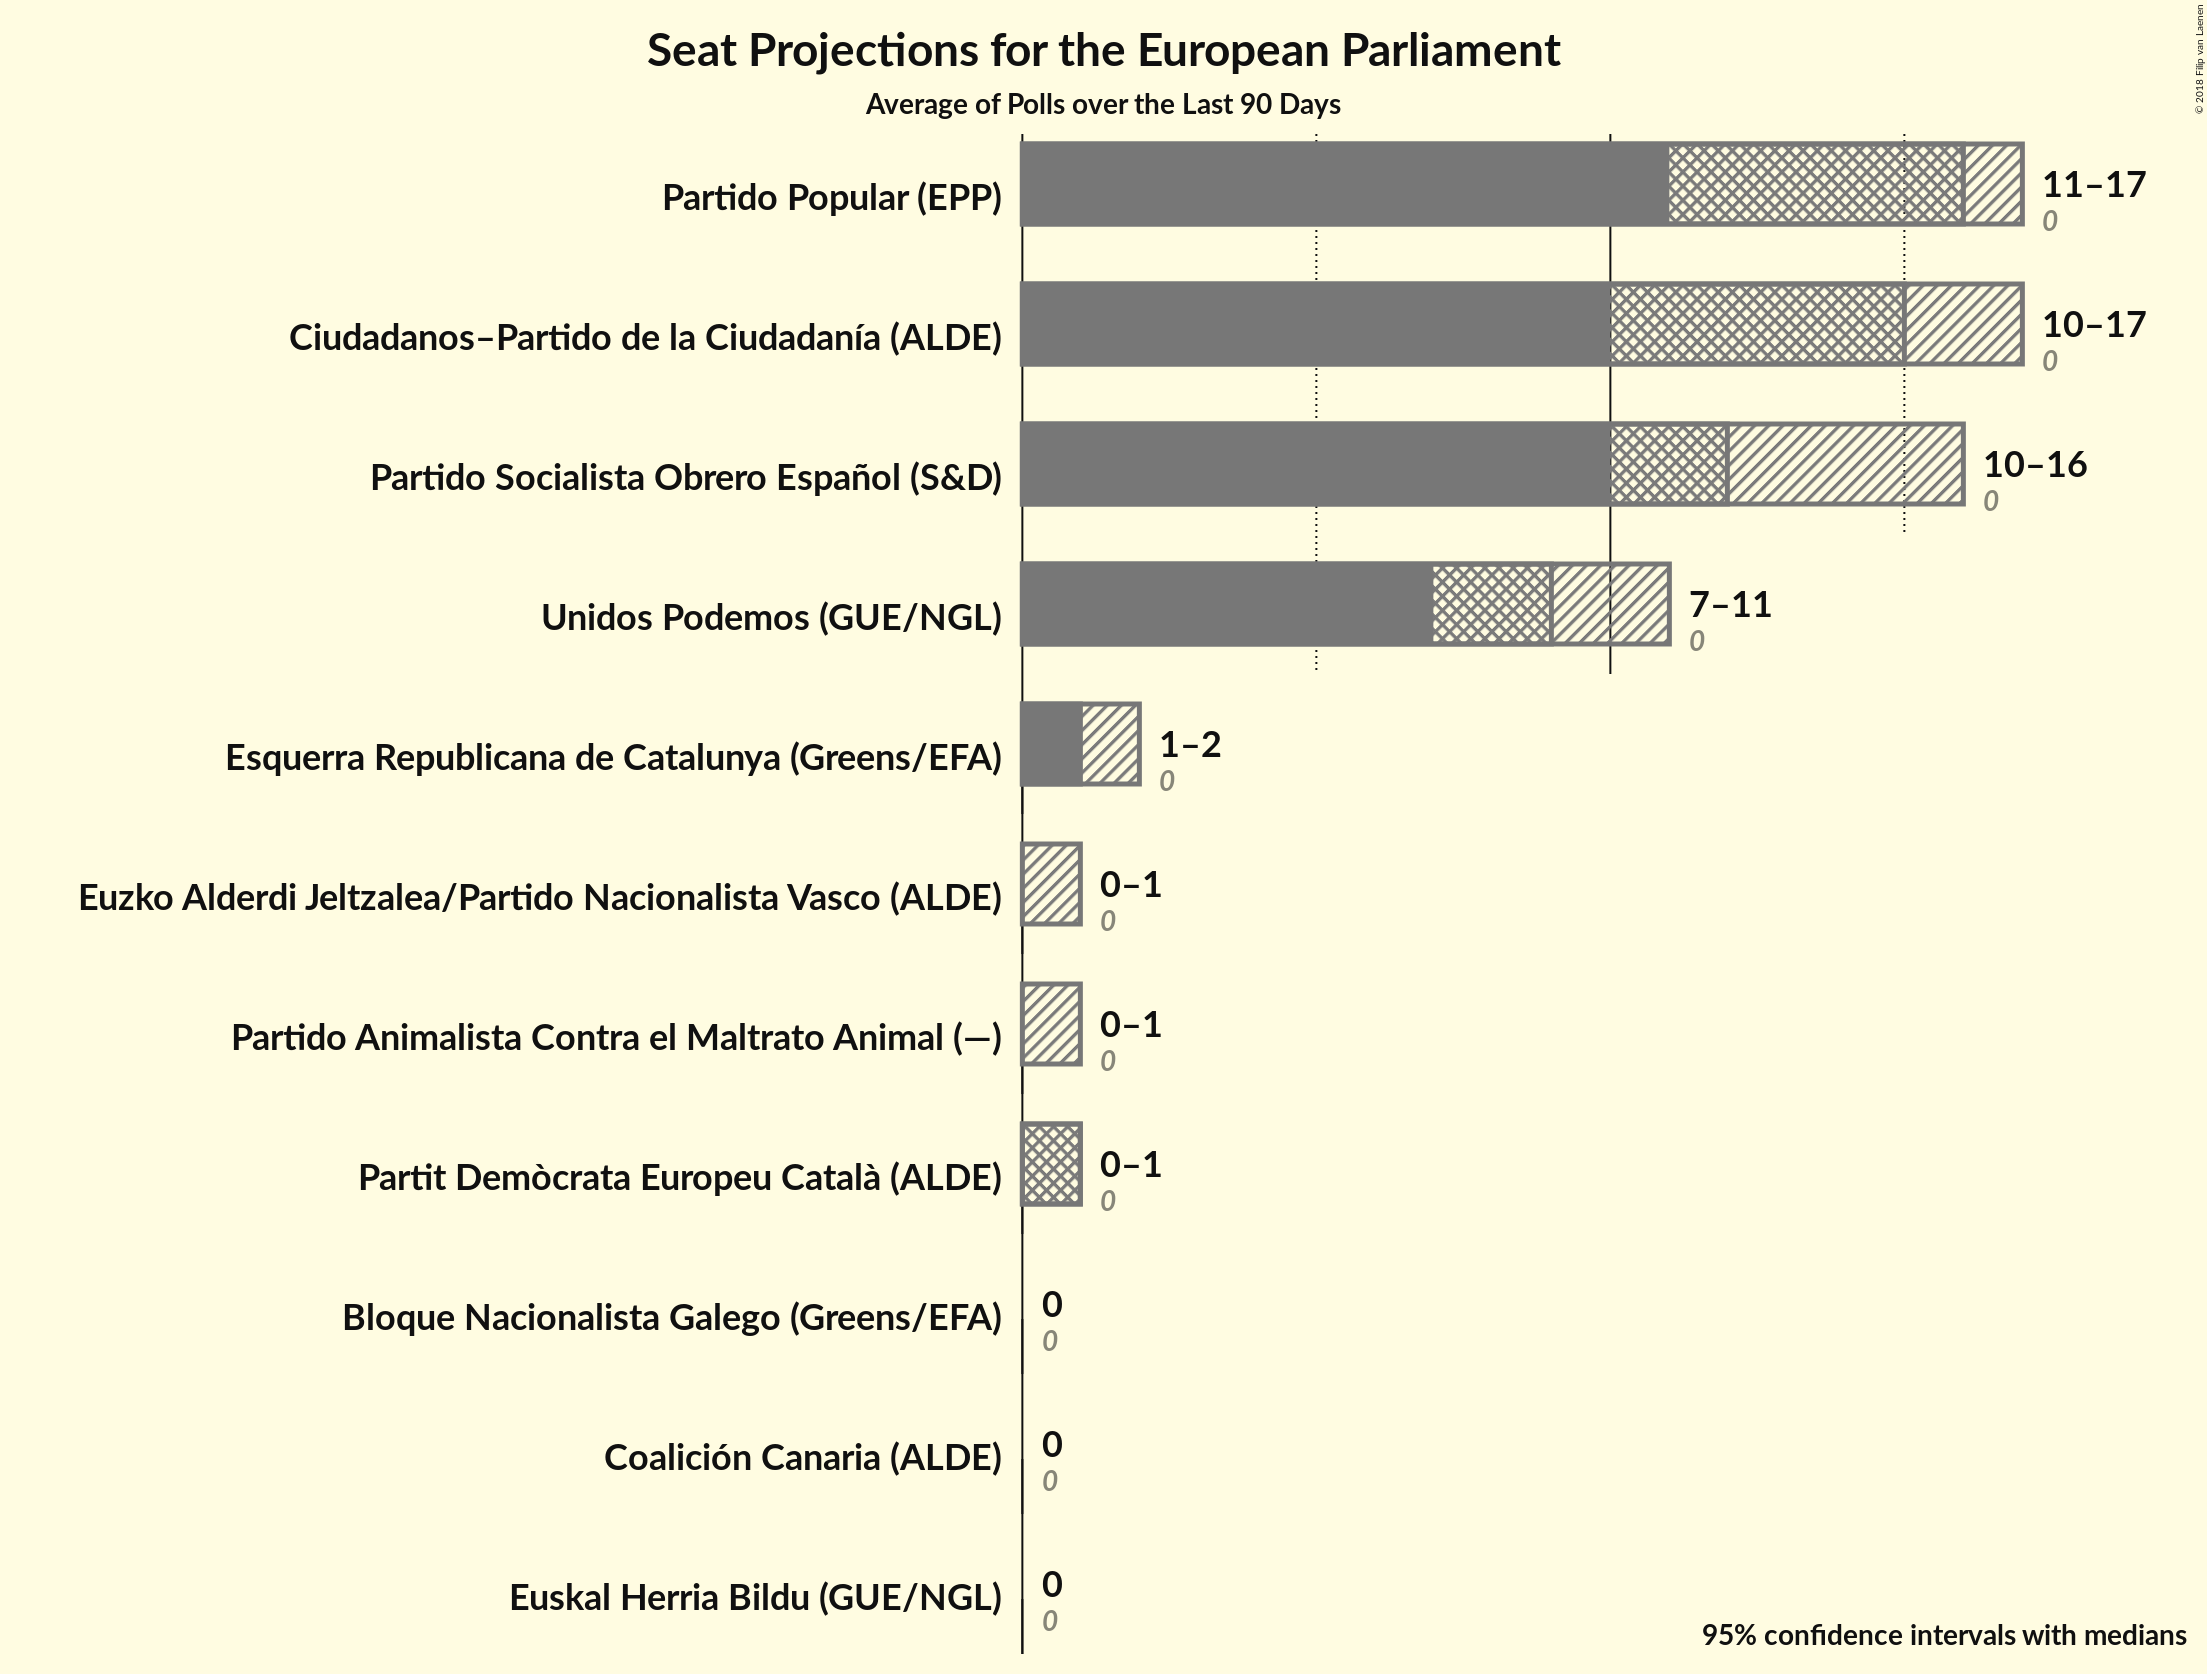 Seat Projections for the European Parliament
Average of Polls over the Last 90 Days
© 2018 Filip van Laenen
Partido Popular (EPP)
11–17
0
Ciudadanos–Partido de la Ciudadanía (ALDE)
10–17
0
Partido Socialista Obrero Español (S&D)
10–16
0
Unidos Podemos (GUE/NGL)
7–11
0
Esquerra Republicana de Catalunya (Greens/EFA)
1–2
0
Euzko Alderdi Jeltzalea/Partido Nacionalista Vasco (ALDE)
0–1
0
Partido Animalista Contra el Maltrato Animal (—)
0–1
0
Partit Demòcrata Europeu Català (ALDE)
0–1
0
Bloque Nacionalista Galego (Greens/EFA)
0
0
Coalición Canaria (ALDE)
0
0
Euskal Herria Bildu (GUE/NGL)
0
0
95% confidence intervals with medians